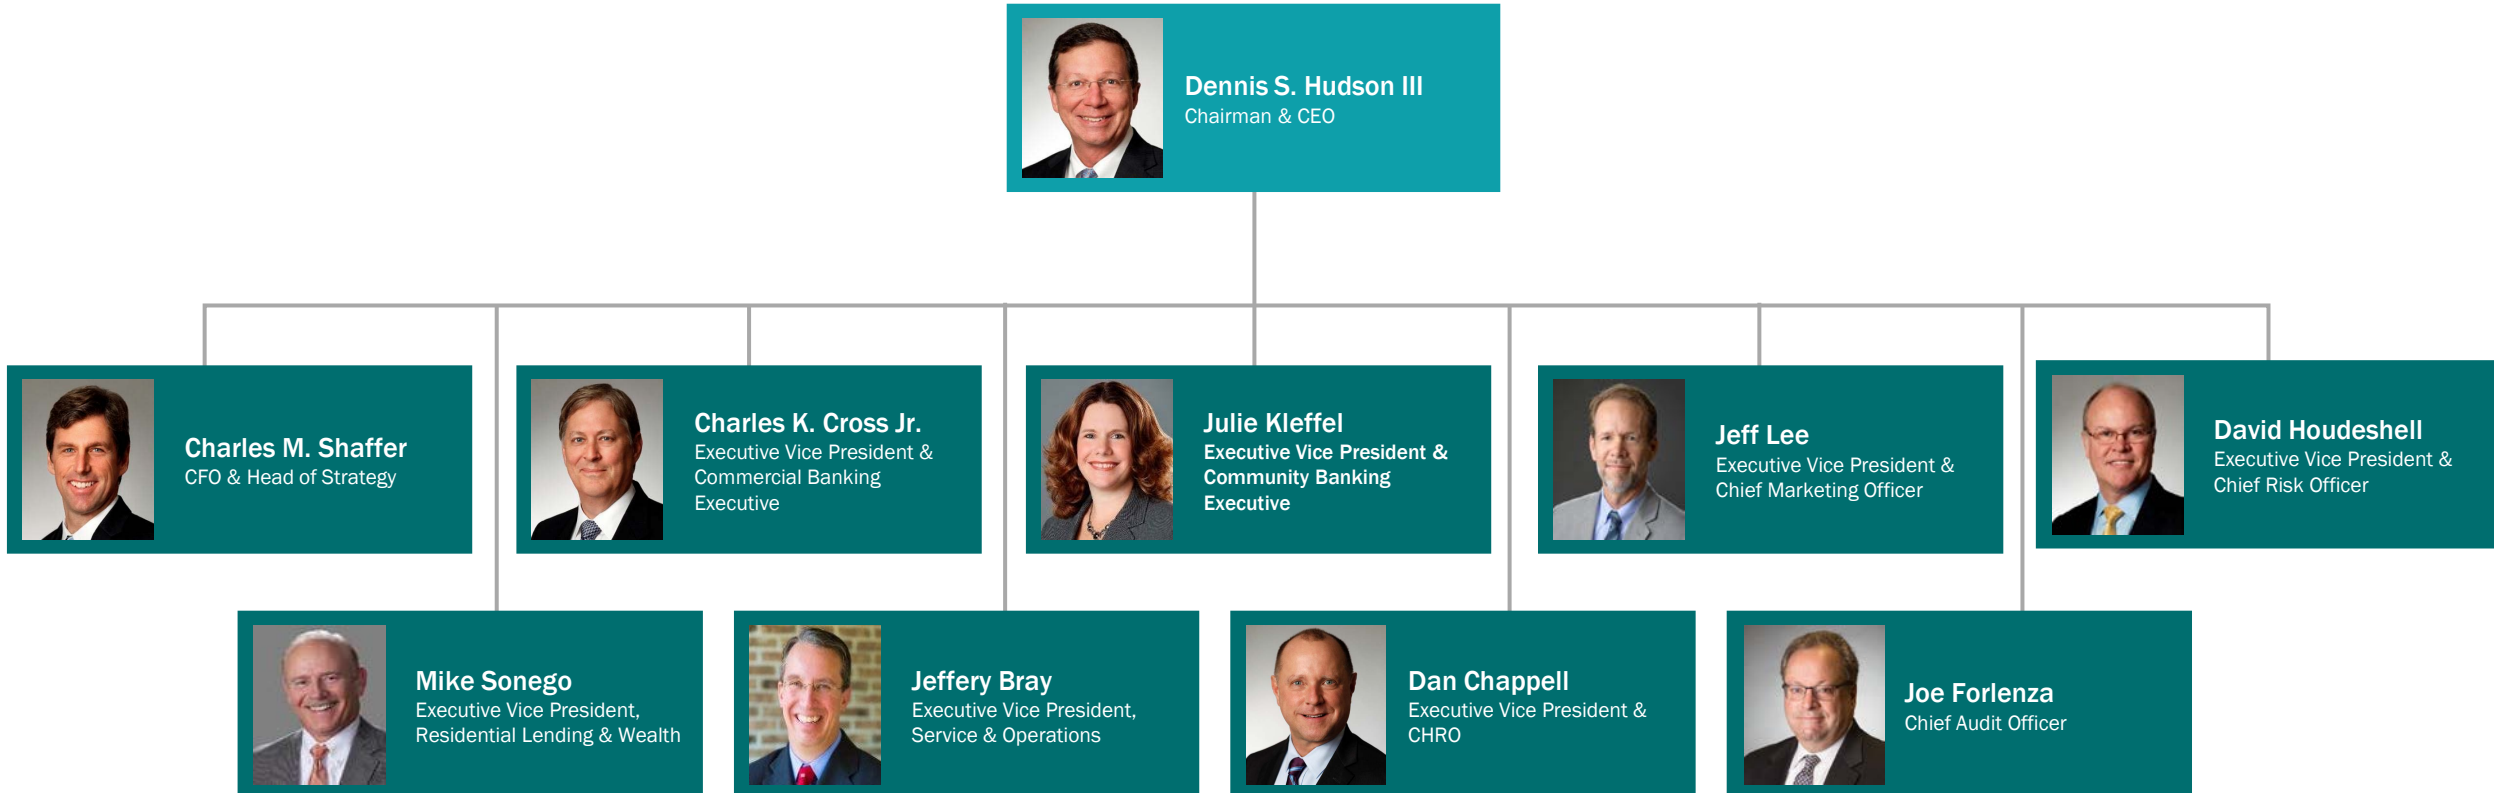 Dennis S. Hudson III
Chairman & CEO
Charles M. Shaffer
CFO & Head of Strategy
Charles K. Cross Jr.
Executive Vice President &
Commercial Banking
Executive
Julie Kleffel
Executive Vice President &
Community Banking
Executive
Jeff Lee
Executive Vice President &
Chief Marketing Officer
David Houdeshell
Executive Vice President &
Chief Risk Officer
Mike Sonego
Executive Vice President,
Residential Lending & Wealth
Jeffery Bray
Executive Vice President,
Service & Operations
Dan Chappell
Executive Vice President &
CHRO
Joe Forlenza
Chief Audit Officer